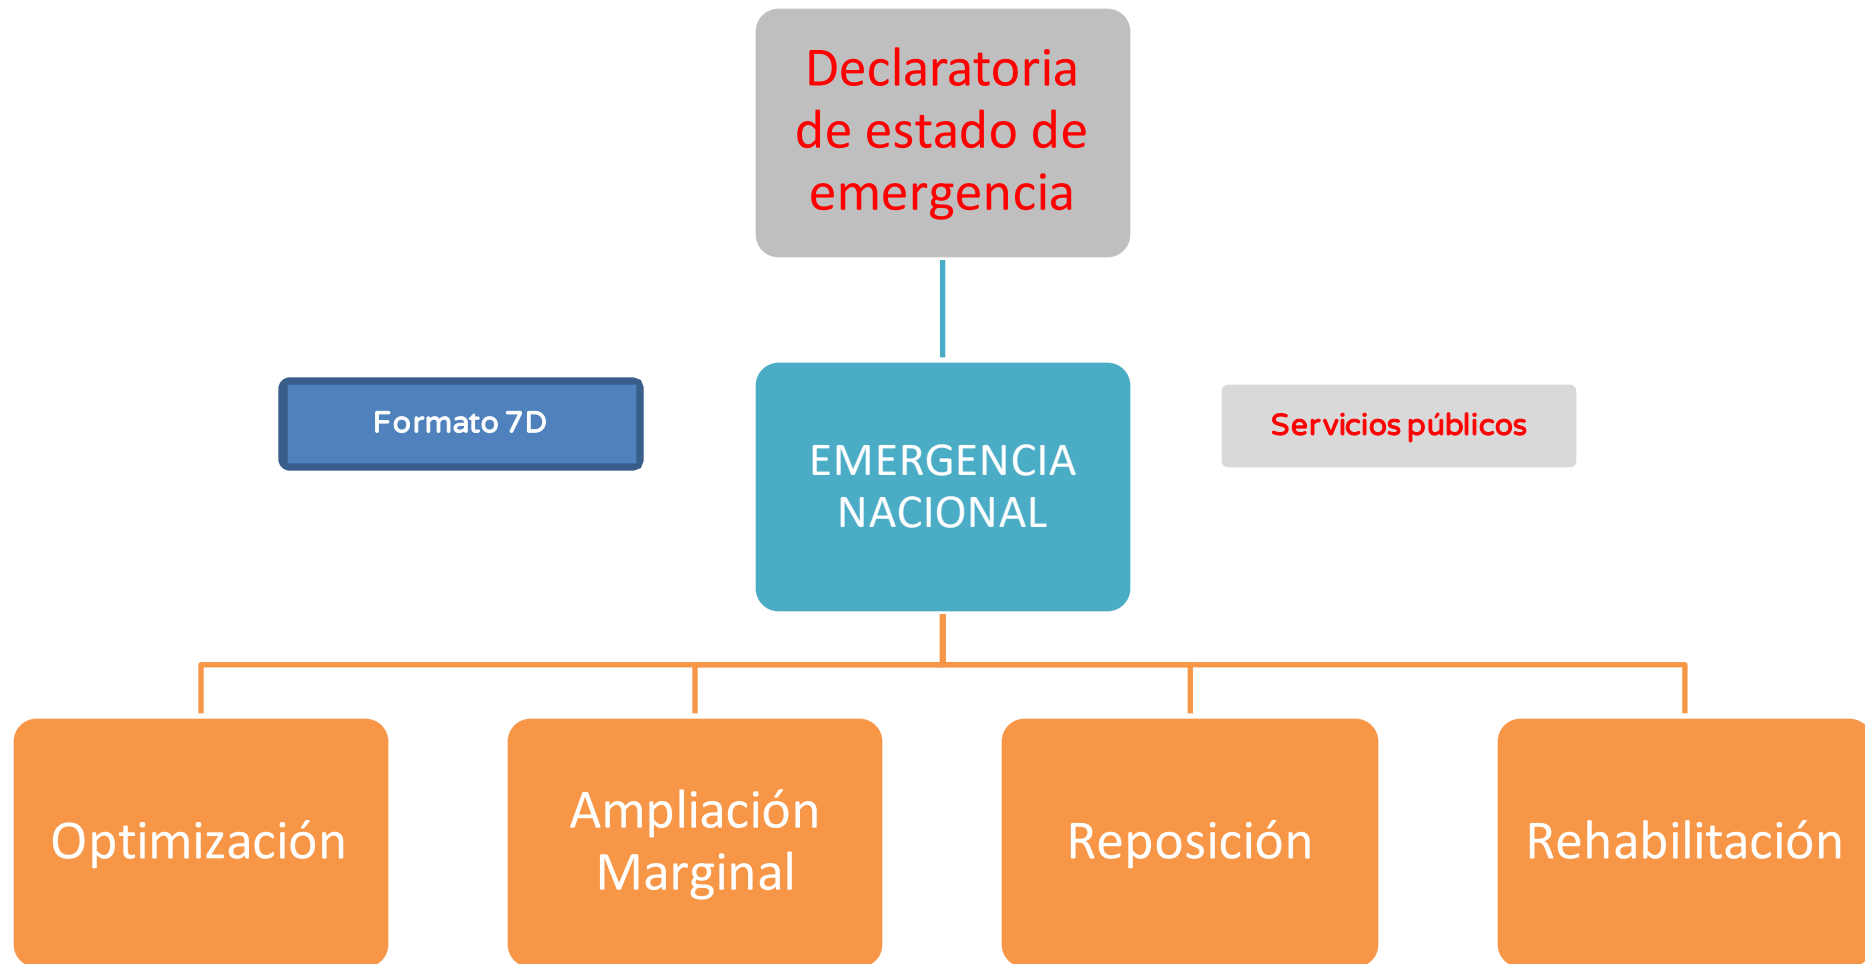 Declaratoria
de estado de
emergencia
Formato 7D
EMERGENCIA
NACIONAL
Servicios públicos
Optimización
Ampliación
Marginal
Reposición
Rehabilitación